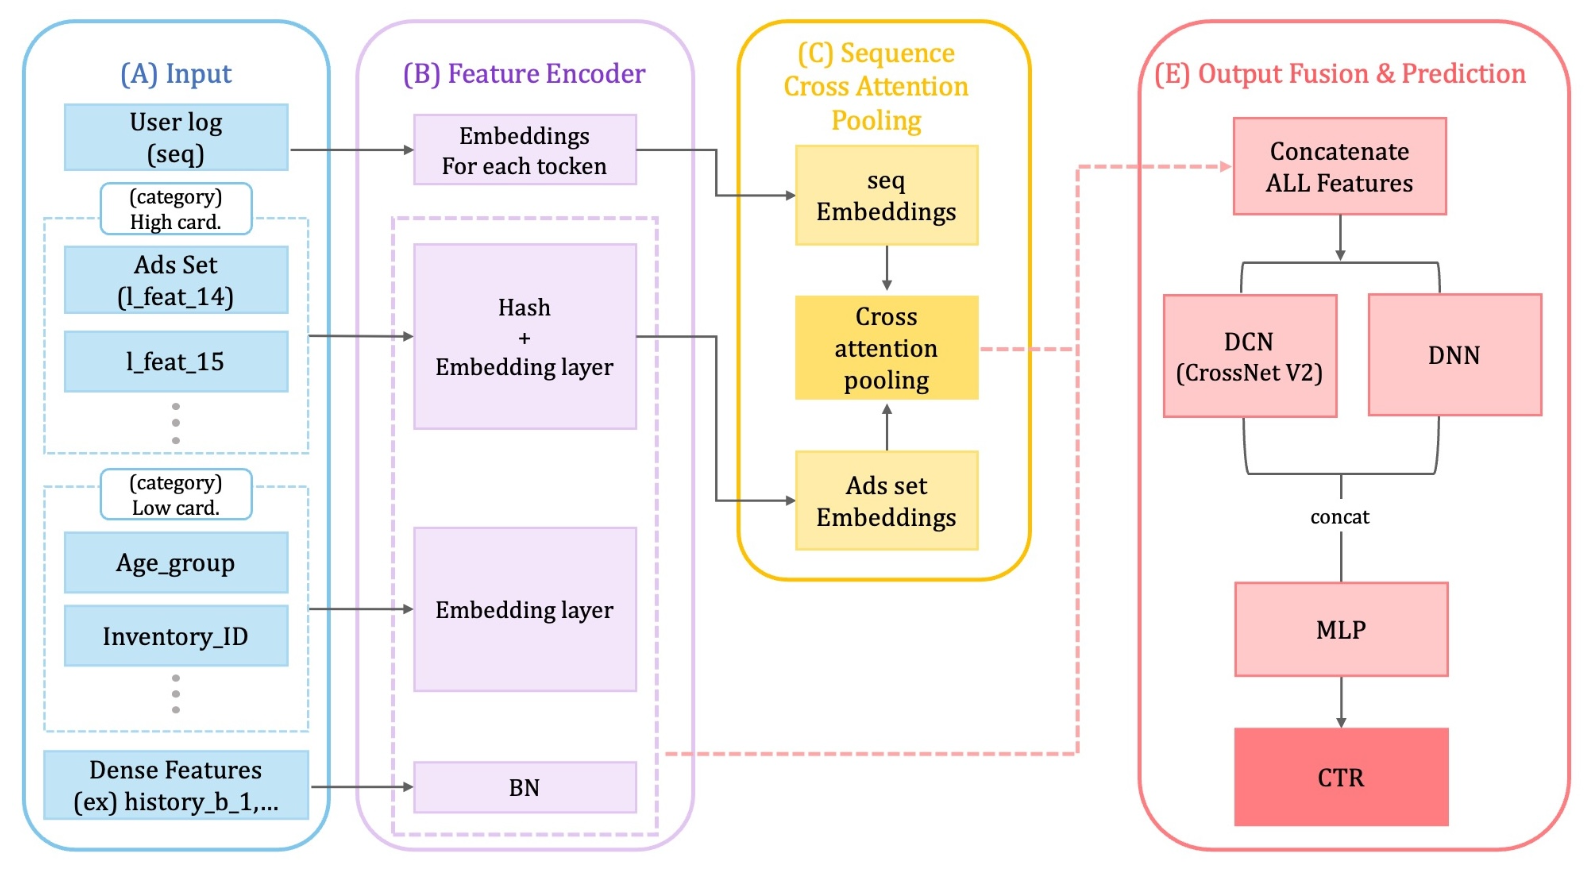 (A) Input
User log
(seq)
(category)
High card.
Ads Set
(l_feat_14)
l_feat_15
(category)
Low card.
Age_group
Inventory_ID
Dense Features
(ex) history_b_1,...
(B) Feature Encoder
Embeddings
For each tocken
Hash
+
Embedding layer
Embedding layer
BN
(C) Sequence
Cross Attention
Pooling
seq
Embeddings
Cross
attention
pooling
Ads set
Embeddings
(E) Output Fusion & Prediction
Concatenate
ALL Features
DCN
(CrossNet V2)
DNN
concat
MLP
CTR